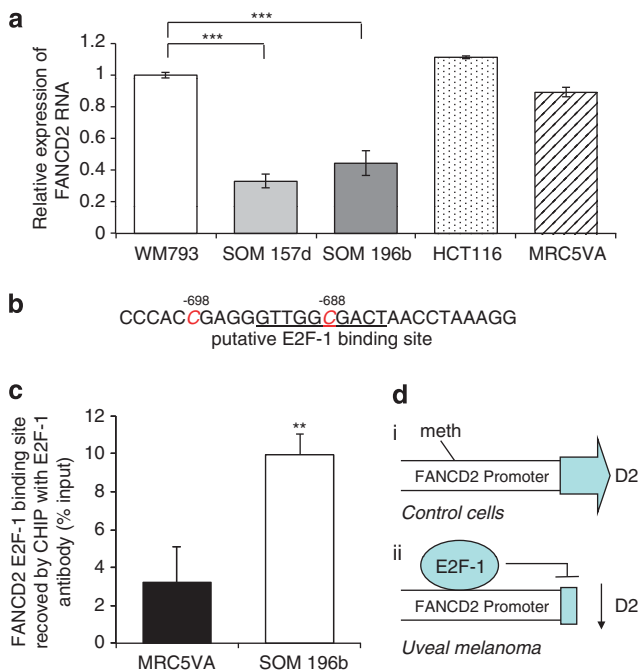 a
Relative expression of
FANCD2 RNA
1.2
1
0.8
0.6
0.4
0.2
0
***
***
WM793 SOM 157d SOM 196b HCT116 MRC5VA
b
-698 -688
CCCACCGAGGGTTGGCGACTAACCTAAAGG
putative E2F-1 binding site
c
FANCD2 E2F-1 binding site
recoved by CHIP with E2F-1
antibody (% input)
12
10
8
6
4
2
0
**
MRC5VA SOM 196b
d
i
meth
FANCD2 Promoter
D2
Control cells
ii
E2F-1
FANCD2 Promoter
D2
Uveal melanoma